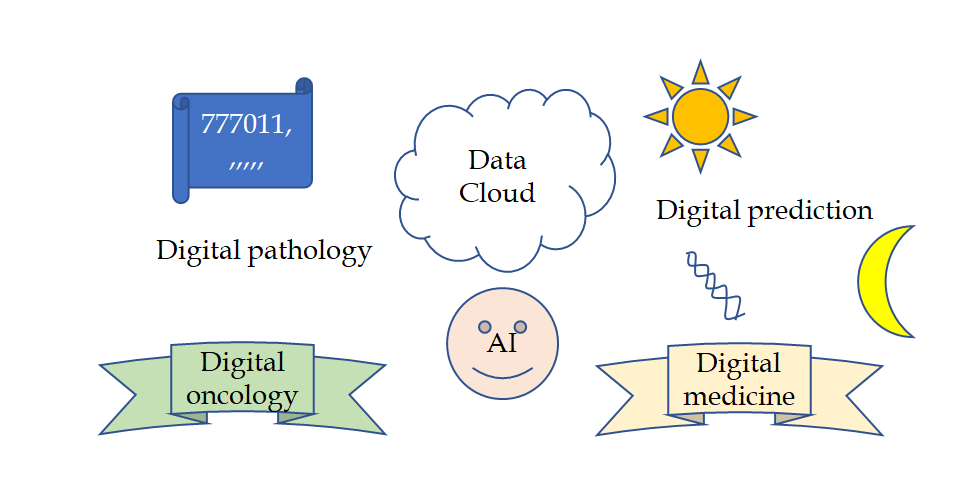 777011,
,,,,,
Data
Cloud
Digital prediction
Digital pathology
AI
Digital
oncology
Digital
medicine